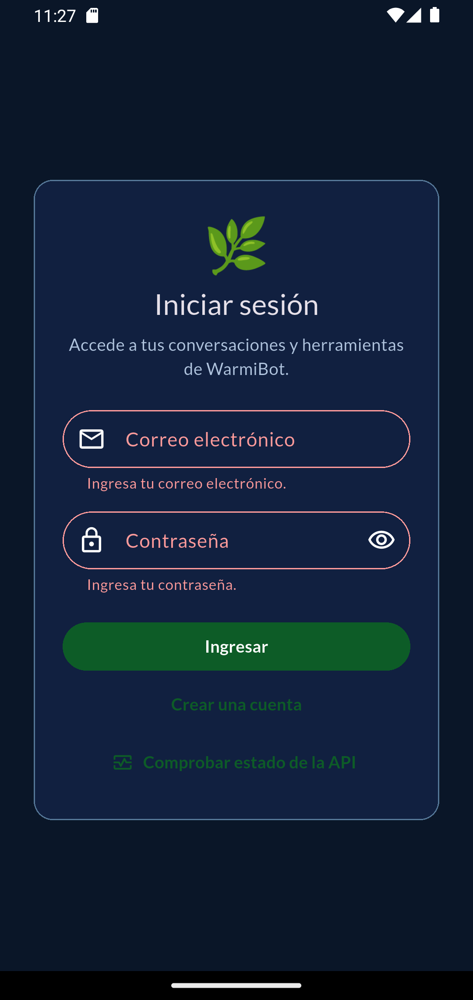 11:27
Iniciar sesión
Accede a tus conversaciones y herramientas
de WarmiBot.
Correo electrónico
Ingresa tu correo electrónico.
Contraseña
Ingresa tu contraseña.
Ingresar
Crear una cuenta
Comprobar estado de la API